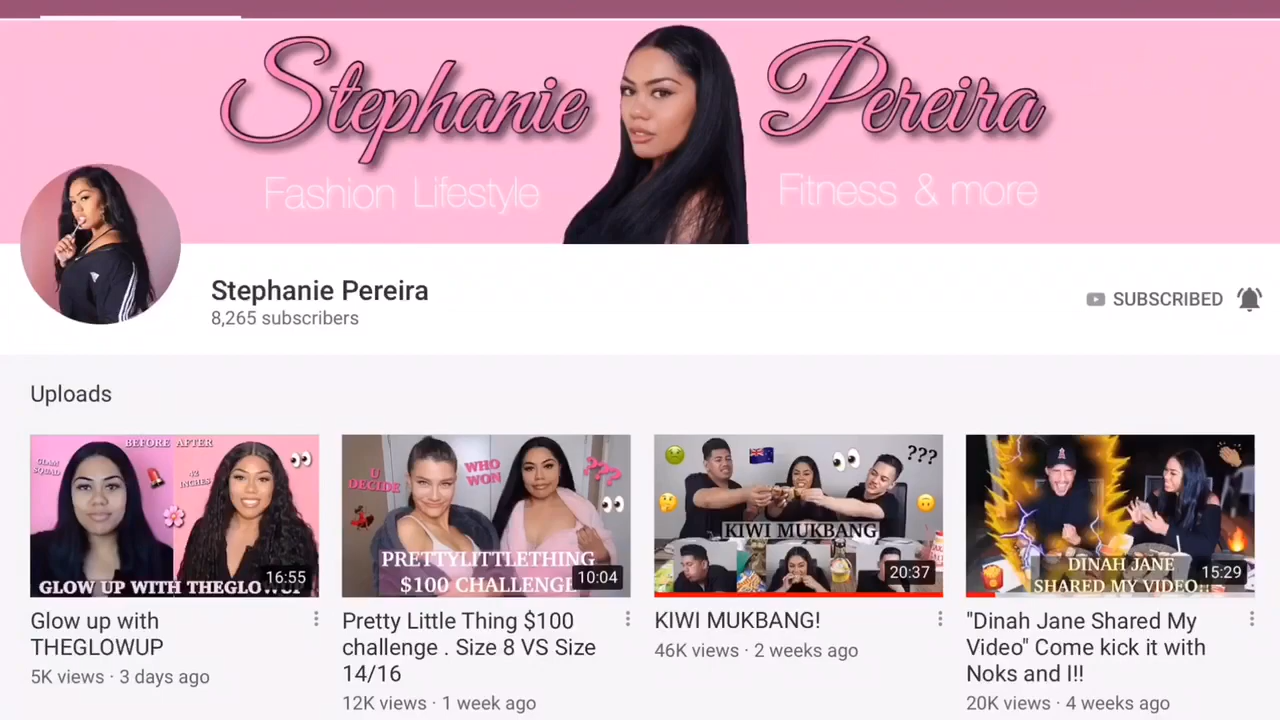 Stephanie Pereira
Fashion Lifestyle Fitness & more
Stephanie Pereira
8,265 subscribers
SUBSCRIBED
Uploads
BEFORE AFTER
GLAM SQUAD
42 INCHES
GLOW UP WITH
16:55
U DECIDE
WHO WON
???
PRETTYLITTLETHING
$100 CHALLENGE
10:04
???
KIWI MUKBANG
20:37
DINAH JANE
SHARED MY VIDEO!!
15:29
Glow up with
THEGLOWUP
5K views · 3 days ago
Pretty Little Thing $100
challenge . Size 8 VS Size
14/16
12K views · 1 week ago
KIWI MUKBANG!
46K views · 2 weeks ago
"Dinah Jane Shared My
Video" Come kick it with
Noks and I!!
20K views · 4 weeks ago